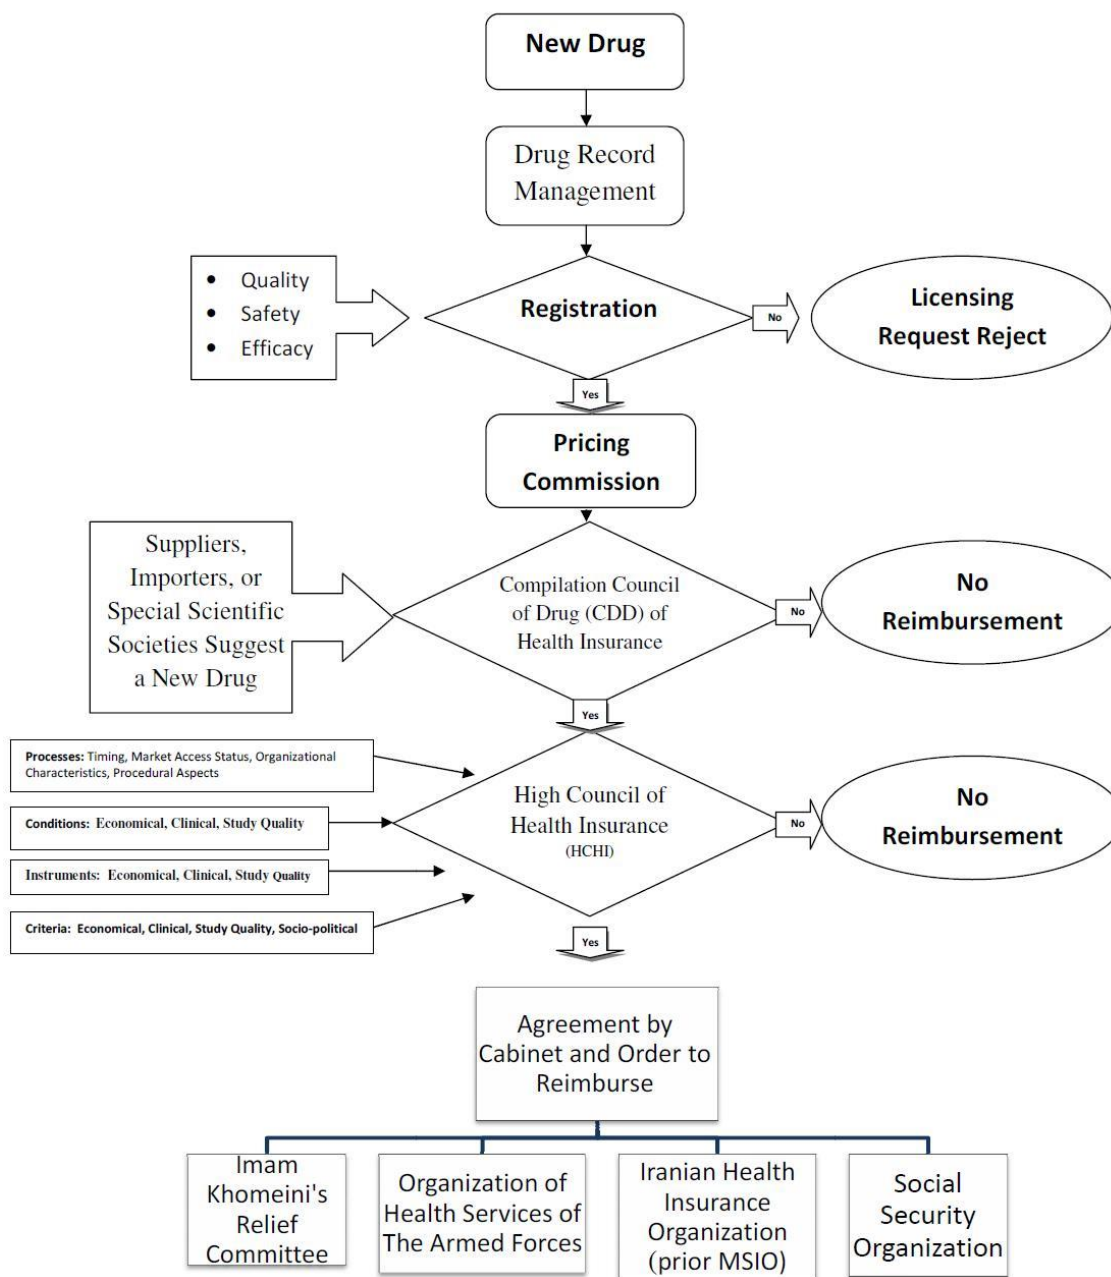 New Drug
Drug Record
Management
• Quality
• Safety
• Efficacy
Registration
No
Licensing
Request Reject
Yes
Pricing
Commission
Suppliers,
Importers, or
Special Scientific
Societies Suggest
a New Drug
Compilation Council
of Drug (CDD) of
Health Insurance
No
No
Reimbursement
Yes
Processes: Timing, Market Access Status, Organizational
Characteristics, Procedural Aspects
Conditions: Economical, Clinical, Study Quality
Instruments: Economical, Clinical, Study Quality
Criteria: Economical, Clinical, Study Quality, Socio-political
High Council of
Health Insurance
(HCHI)
No
No
Reimbursement
Yes
Agreement by
Cabinet and Order to
Reimburse
Imam
Khomeini's
Relief
Committee
Organization of
Health Services of
The Armed Forces
Iranian Health
Insurance
Organization
(prior MSIO)
Social
Security
Organization